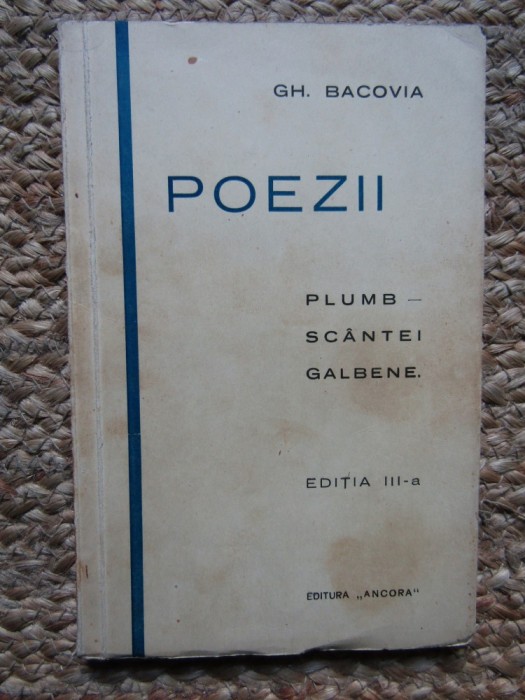 GH. BACOVIA
POEZII
PLUMB —
SCÂNTEI
GALBENE.
EDIȚIA III-a
EDITURA „ANCORA"